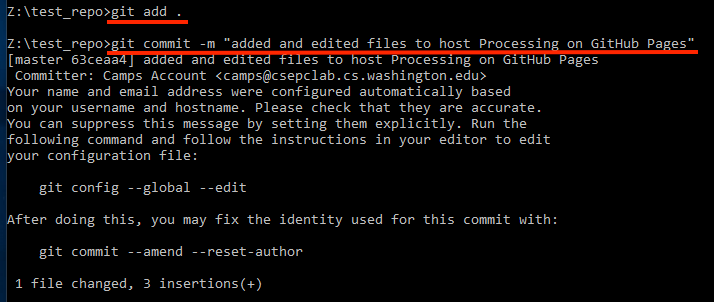 Z:\test_repo>git add .
Z:\test_repo>git commit -m "added and edited files to host Processing on GitHub Pages"
[master 63ceaa4] added and edited files to host Processing on GitHub Pages
 Committer: Camps Account <camps@csepclab.cs.washington.edu>
Your name and email address were configured automatically based
on your username and hostname. Please check that they are accurate.
You can suppress this message by setting them explicitly. Run the
following command and follow the instructions in your editor to edit
your configuration file:
    git config --global --edit
After doing this, you may fix the identity used for this commit with:
    git commit --amend --reset-author
 1 file changed, 3 insertions(+)